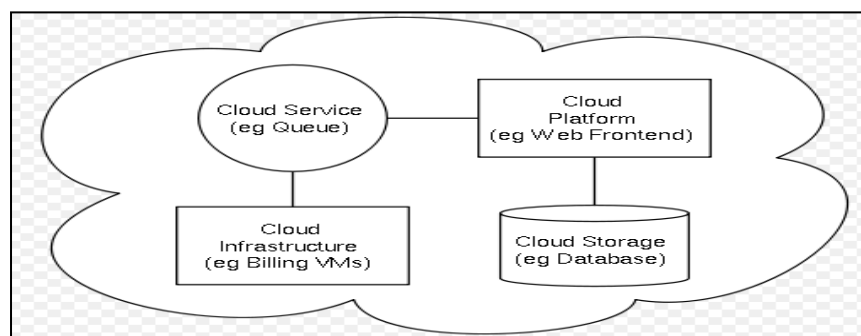 Cloud Service
(eg Queue)
Cloud
Platform
(eg Web Frontend)
Cloud
Infrastructure
(eg Billing VMs)
Cloud Storage
(eg Database)